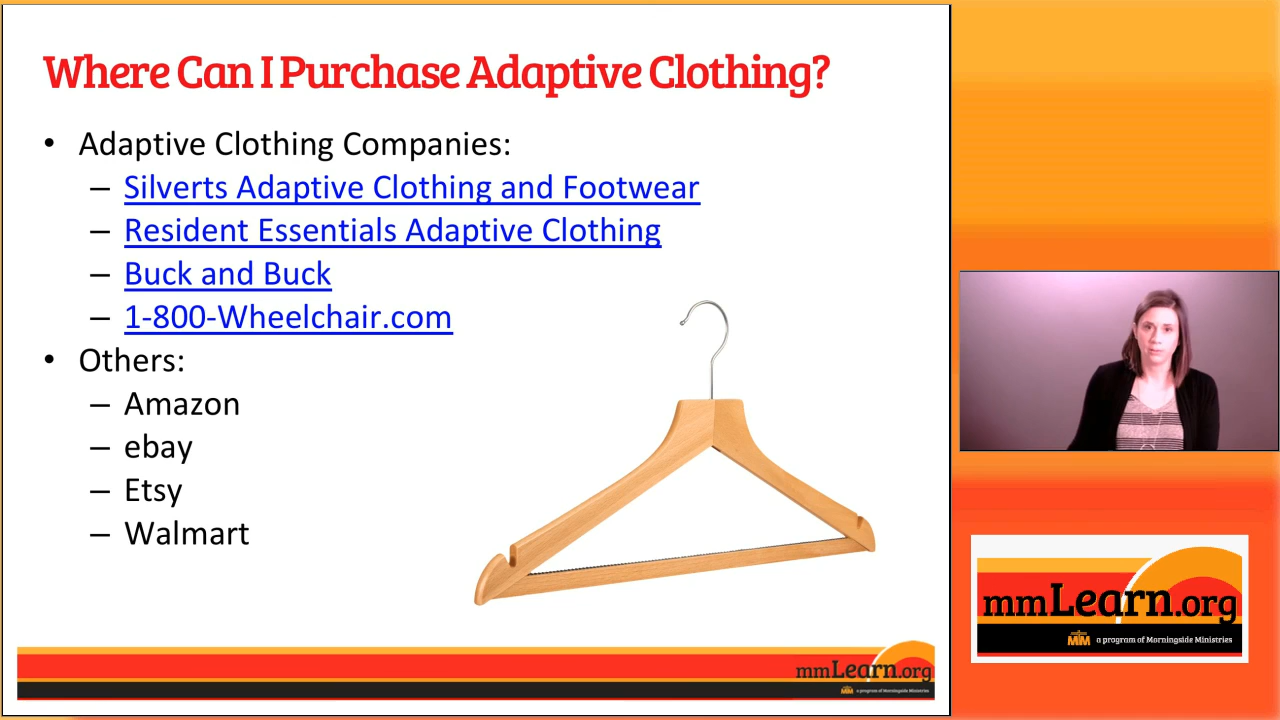 Where Can I Purchase Adaptive Clothing?
• Adaptive Clothing Companies:
– Silverts Adaptive Clothing and Footwear
– Resident Essentials Adaptive Clothing
– Buck and Buck
– 1-800-Wheelchair.com
• Others:
– Amazon
– ebay
– Etsy
– Walmart
mmLearn.org
MM a program of Morningside Ministries
mmLearn.org
MM a program of Morningside Ministries